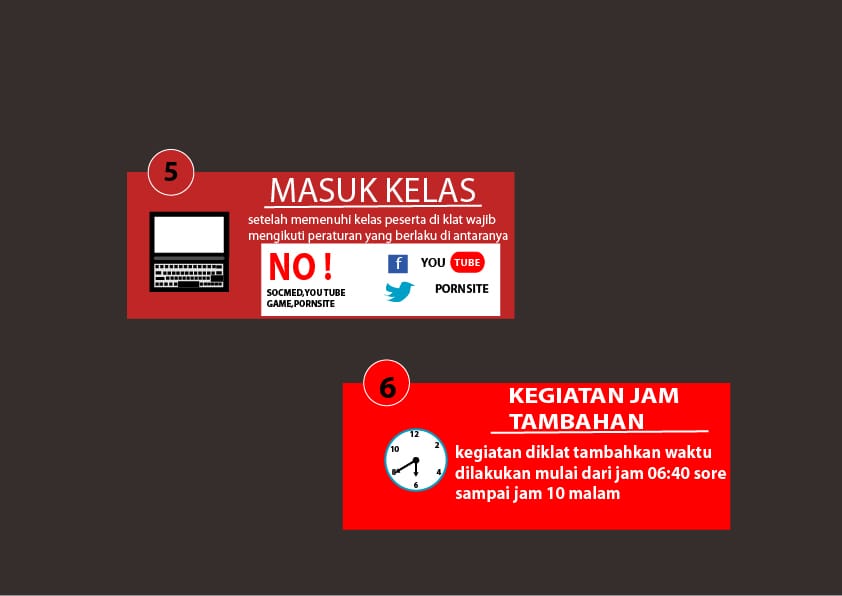 5
MASUK KELAS
setelah memenuhi kelas peserta di klat wajib
mengikuti peraturan yang berlaku di antaranya
NO !
SOCMED,YOU TUBE
GAME,PORNSITE
f
YOU TUBE
PORNSITE
6
KEGIATAN JAM
TAMBAHAN
12
10 2
8 4
6
kegiatan diklat tambahkan waktu
dilakukan mulai dari jam 06:40 sore
sampai jam 10 malam